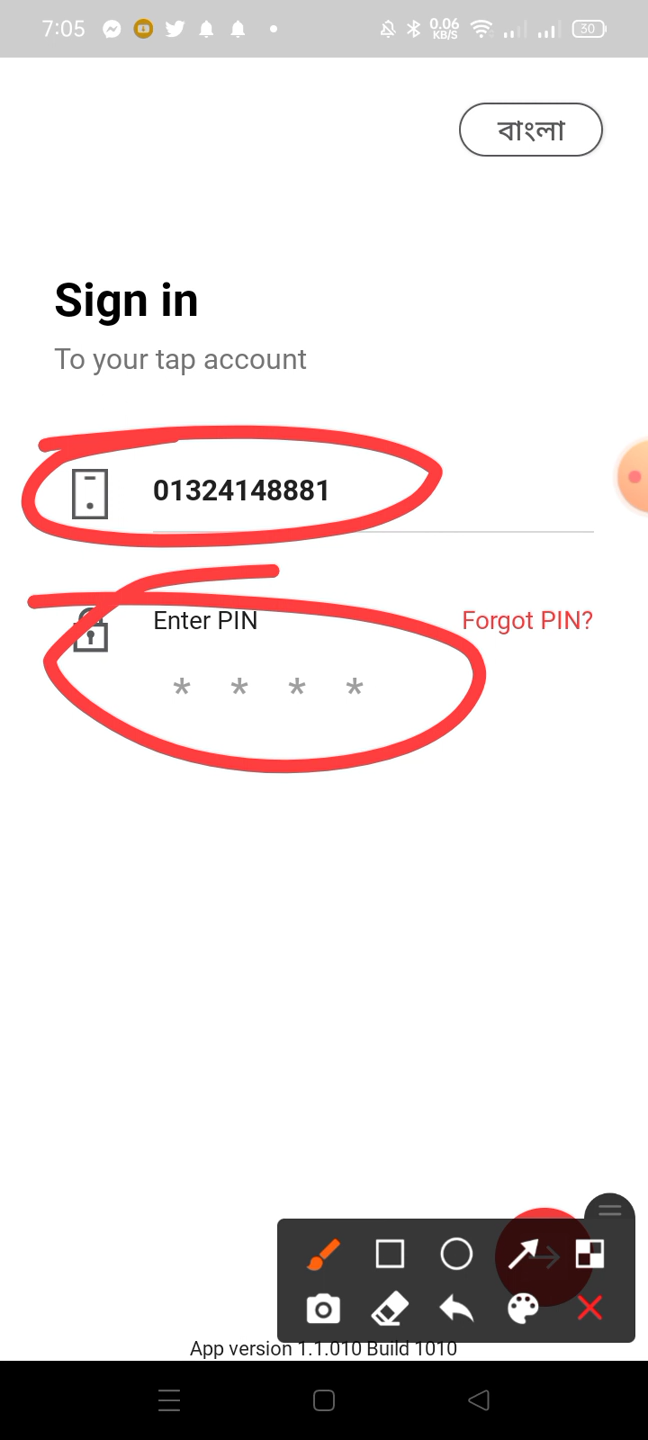 7:05
0.06
KB/S
30
বাংলা
Sign in
To your tap account
01324148881
Enter PIN
Forgot PIN?
* * * *
App version 1.1.010 Build 1010